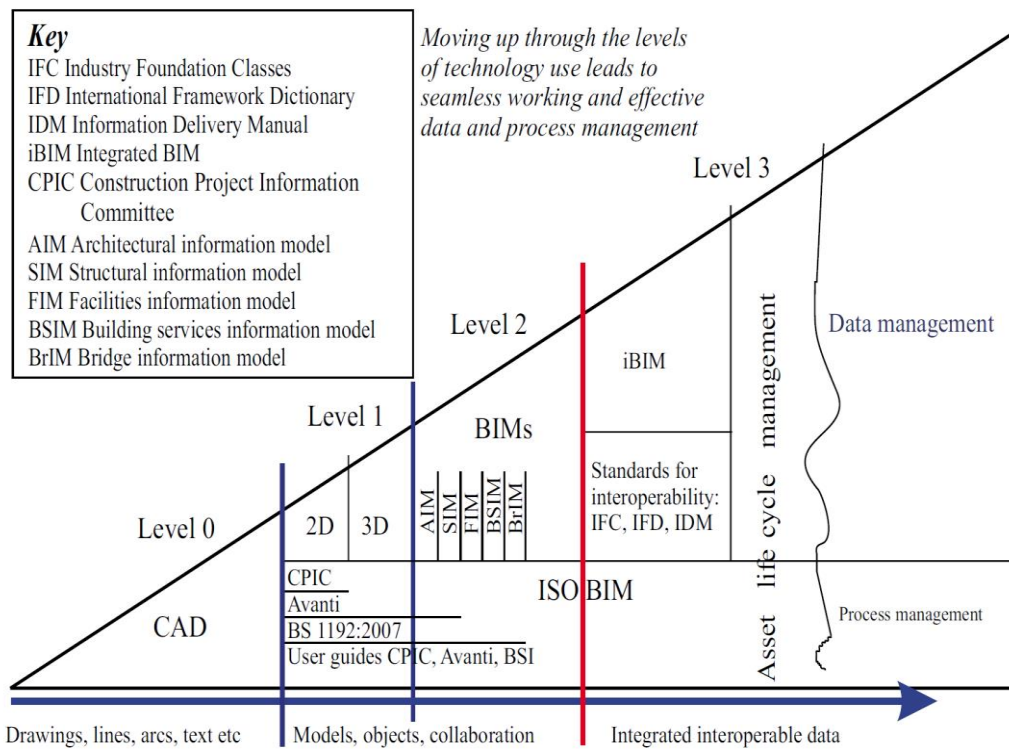 Key
IFC Industry Foundation Classes
IFD International Framework Dictionary
IDM Information Delivery Manual
iBIM Integrated BIM
CPIC Construction Project Information
Committee
AIM Architectural information model
SIM Structural information model
FIM Facilities information model
BSIM Building services information model
BrIM Bridge information model
Moving up through the levels
of technology use leads to
seamless working and effective
data and process management
Level 3
Level 2
Level 1
Level 0
Data management
iBIM
BIMs
Standards for
interoperability:
IFC, IFD, IDM
AIM
SIM
FIM
BSIM
BrIM
2D
3D
Asset life cycle management
CAD
CPIC
Avanti
BS 1192:2007
User guides CPIC, Avanti, BSI
ISO BIM
Process management
Drawings, lines, arcs, text etc
Models, objects, collaboration
Integrated interoperable data